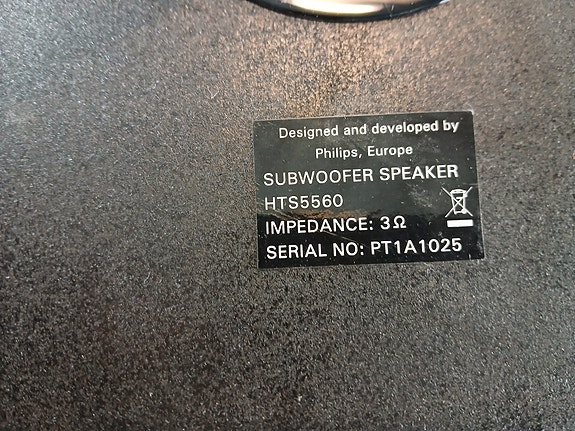 Designed and developed by
Philips, Europe
SUBWOOFER SPEAKER
HTS5560
IMPEDANCE: 3Ω
SERIAL NO: PT1A1025